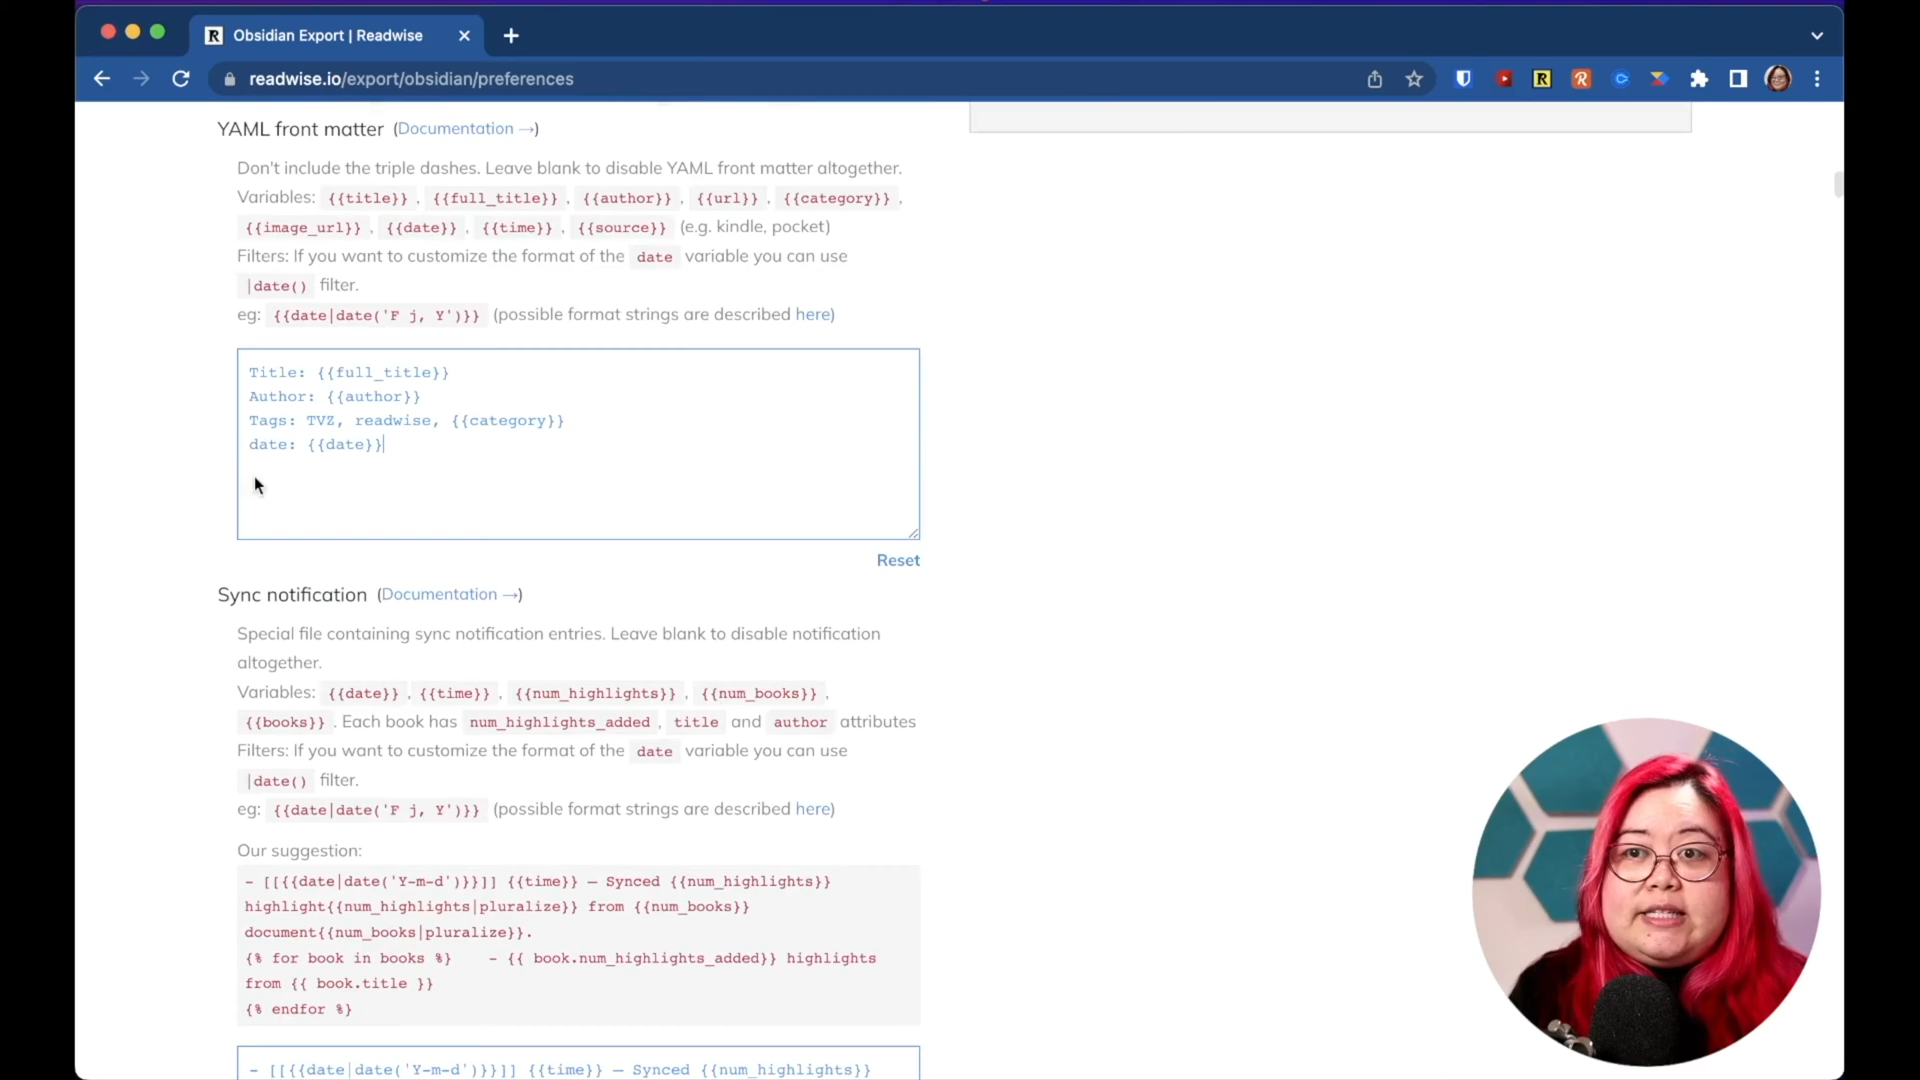 Obsidian Export | Readwise
readwise.io/export/obsidian/preferences
YAML front matter (Documentation →)
Don't include the triple dashes. Leave blank to disable YAML front matter altogether.
Variables: {{title}} , {{full_title}} , {{author}} , {{url}} , {{category}} ,
{{image_url}} , {{date}} , {{time}} , {{source}} (e.g. kindle, pocket)
Filters: If you want to customize the format of the date variable you can use
|date() filter.
eg: {{date|date('F j, Y')}} (possible format strings are described here)
Title: {{full_title}}
Author: {{author}}
Tags: TVZ, readwise, {{category}}
date: {{date}}
Reset
Sync notification (Documentation →)
Special file containing sync notification entries. Leave blank to disable notification
altogether.
Variables: {{date}} , {{time}} , {{num_highlights}} , {{num_books}} ,
{{books}} . Each book has num_highlights_added , title and author attributes
Filters: If you want to customize the format of the date variable you can use
|date() filter.
eg: {{date|date('F j, Y')}} (possible format strings are described here)
Our suggestion:
- [[{{date|date('Y-m-d')}}]] {{time}} — Synced {{num_highlights}}
highlight{{num_highlights|pluralize}} from {{num_books}}
document{{num_books|pluralize}}.
{% for book in books %}    - {{ book.num_highlights_added}} highlights
from {{ book.title }}
{% endfor %}
- [[{{date|date('Y-m-d')}}]] {{time}} — Synced {{num_highlights}}